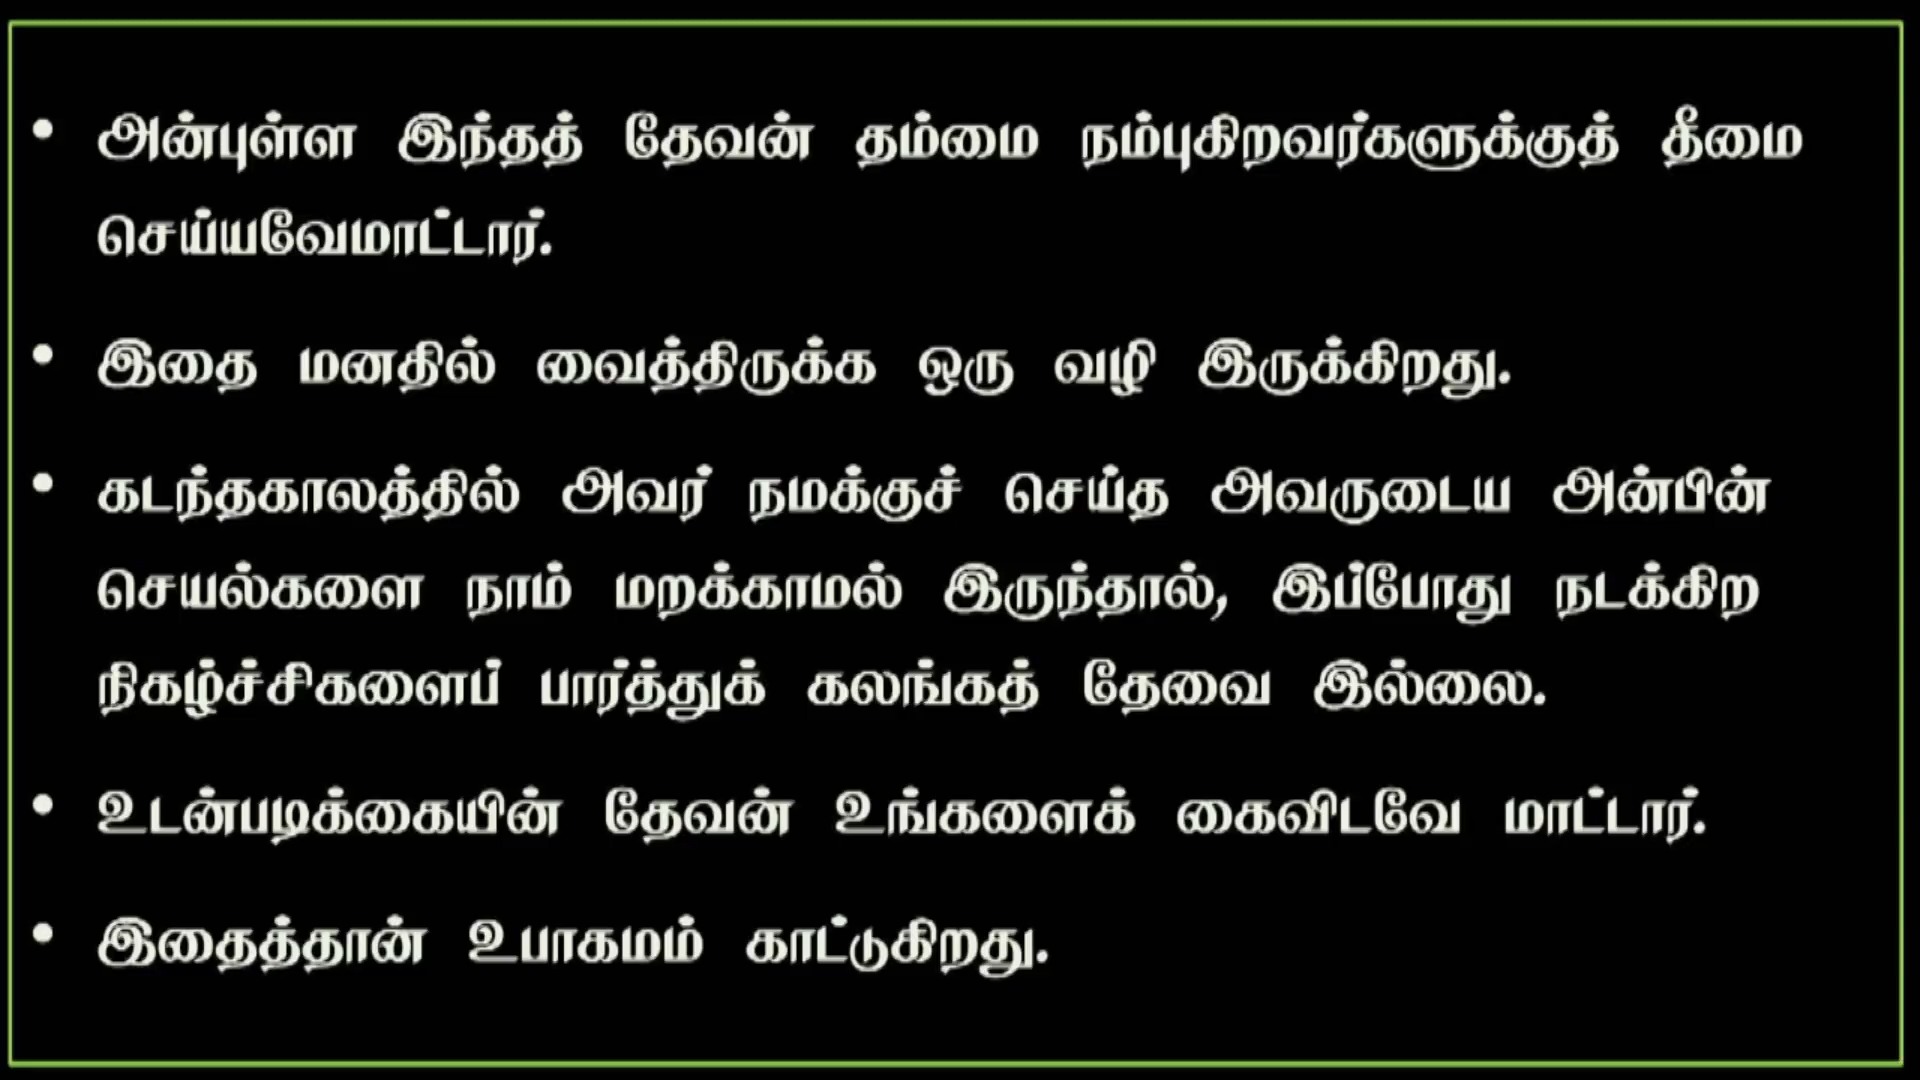 • அன்புள்ள இந்தத் தேவன் தம்மை நம்புகிறவர்களுக்குத் தீமை
செய்யவேமாட்டார்.
• இதை மனதில் வைத்திருக்க ஒரு வழி இருக்கிறது.
• கடந்தகாலத்தில் அவர் நமக்குச் செய்த அவருடைய அன்பின்
செயல்களை நாம் மறக்காமல் இருந்தால், இப்போது நடக்கிற
நிகழ்ச்சிகளைப் பார்த்துக் கலங்கத் தேவை இல்லை.
• உடன்படிக்கையின் தேவன் உங்களைக் கைவிடவே மாட்டார்.
• இதைத்தான் உபாகமம் காட்டுகிறது.